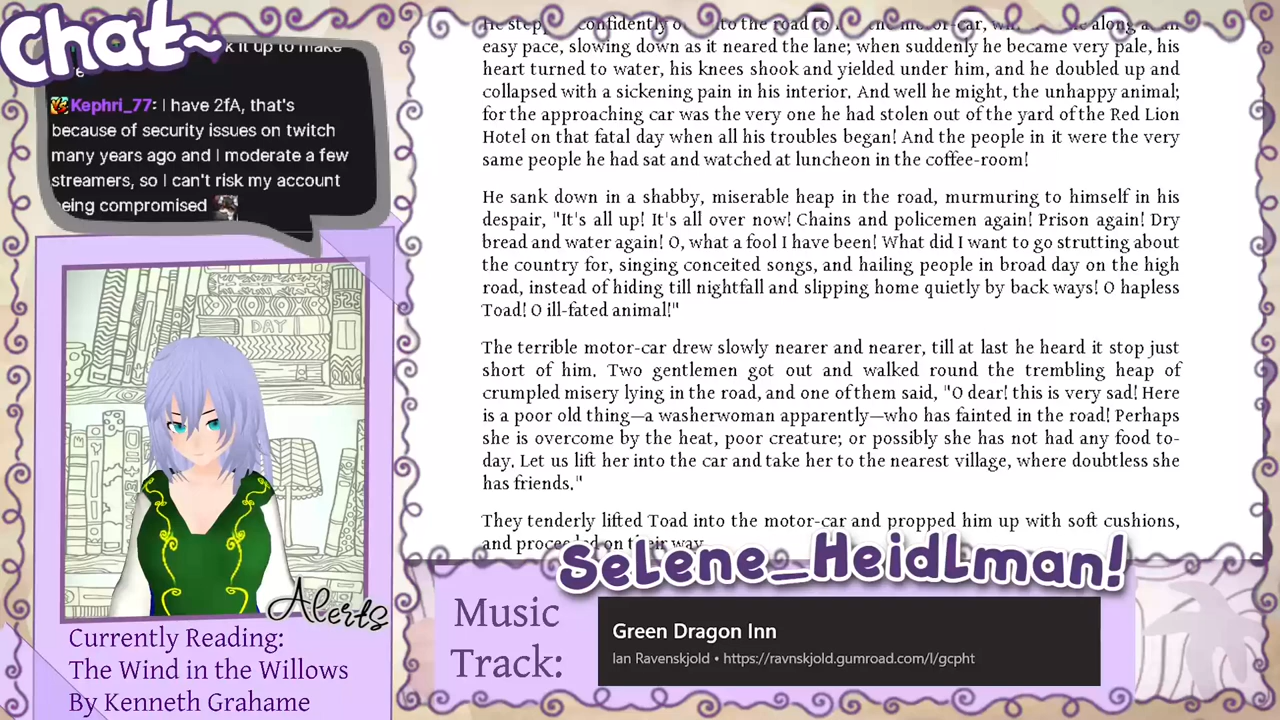 Chat~
k it up to make
Kephri_77: I have 2fA, that's
because of security issues on twitch
many years ago and I moderate a few
streamers, so I can't risk my account
being compromised
DAY
Alerts
Currently Reading:
The Wind in the Willows
By Kenneth Grahame
easy pace, slowing down as it neared the lane; when suddenly he became very pale, his
heart turned to water, his knees shook and yielded under him, and he doubled up and
collapsed with a sickening pain in his interior. And well he might, the unhappy animal;
for the approaching car was the very one he had stolen out of the yard of the Red Lion
Hotel on that fatal day when all his troubles began! And the people in it were the very
same people he had sat and watched at luncheon in the coffee-room!
He sank down in a shabby, miserable heap in the road, murmuring to himself in his
despair, "It's all up! It's all over now! Chains and policemen again! Prison again! Dry
bread and water again! O, what a fool I have been! What did I want to go strutting about
the country for, singing conceited songs, and hailing people in broad day on the high
road, instead of hiding till nightfall and slipping home quietly by back ways! O hapless
Toad! O ill-fated animal!"
The terrible motor-car drew slowly nearer and nearer, till at last he heard it stop just
short of him. Two gentlemen got out and walked round the trembling heap of
crumpled misery lying in the road, and one of them said, "O dear! this is very sad! Here
is a poor old thing—a washerwoman apparently—who has fainted in the road! Perhaps
she is overcome by the heat, poor creature; or possibly she has not had any food to-
day. Let us lift her into the car and take her to the nearest village, where doubtless she
has friends."
They tenderly lifted Toad into the motor-car and propped him up with soft cushions,
and proceeded on their way.
Selene_Heidlman!
Music
Track:
Green Dragon Inn
Ian Ravenskjold • https://ravnskjold.gumroad.com/l/gcpht